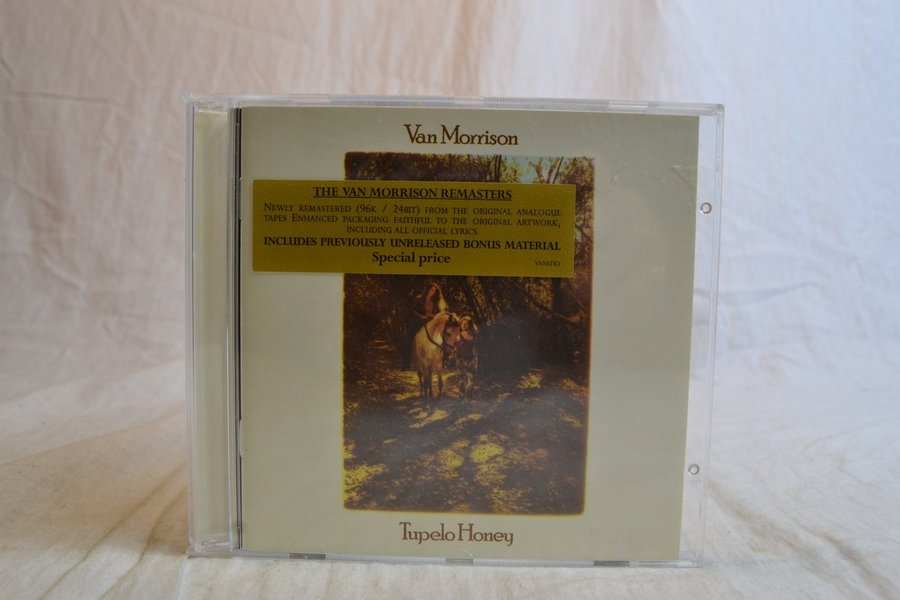 Van Morrison
THE VAN MORRISON REMASTERS
NEWLY REMASTERED (96K / 24BIT) FROM THE ORIGINAL ANALOGUE
TAPES ENHANCED PACKAGING FAITHFUL TO THE ORIGINAL ARTWORK,
INCLUDING ALL OFFICIAL LYRICS
INCLUDES PREVIOUSLY UNRELEASED BONUS MATERIAL
Special price
Tupelo Honey